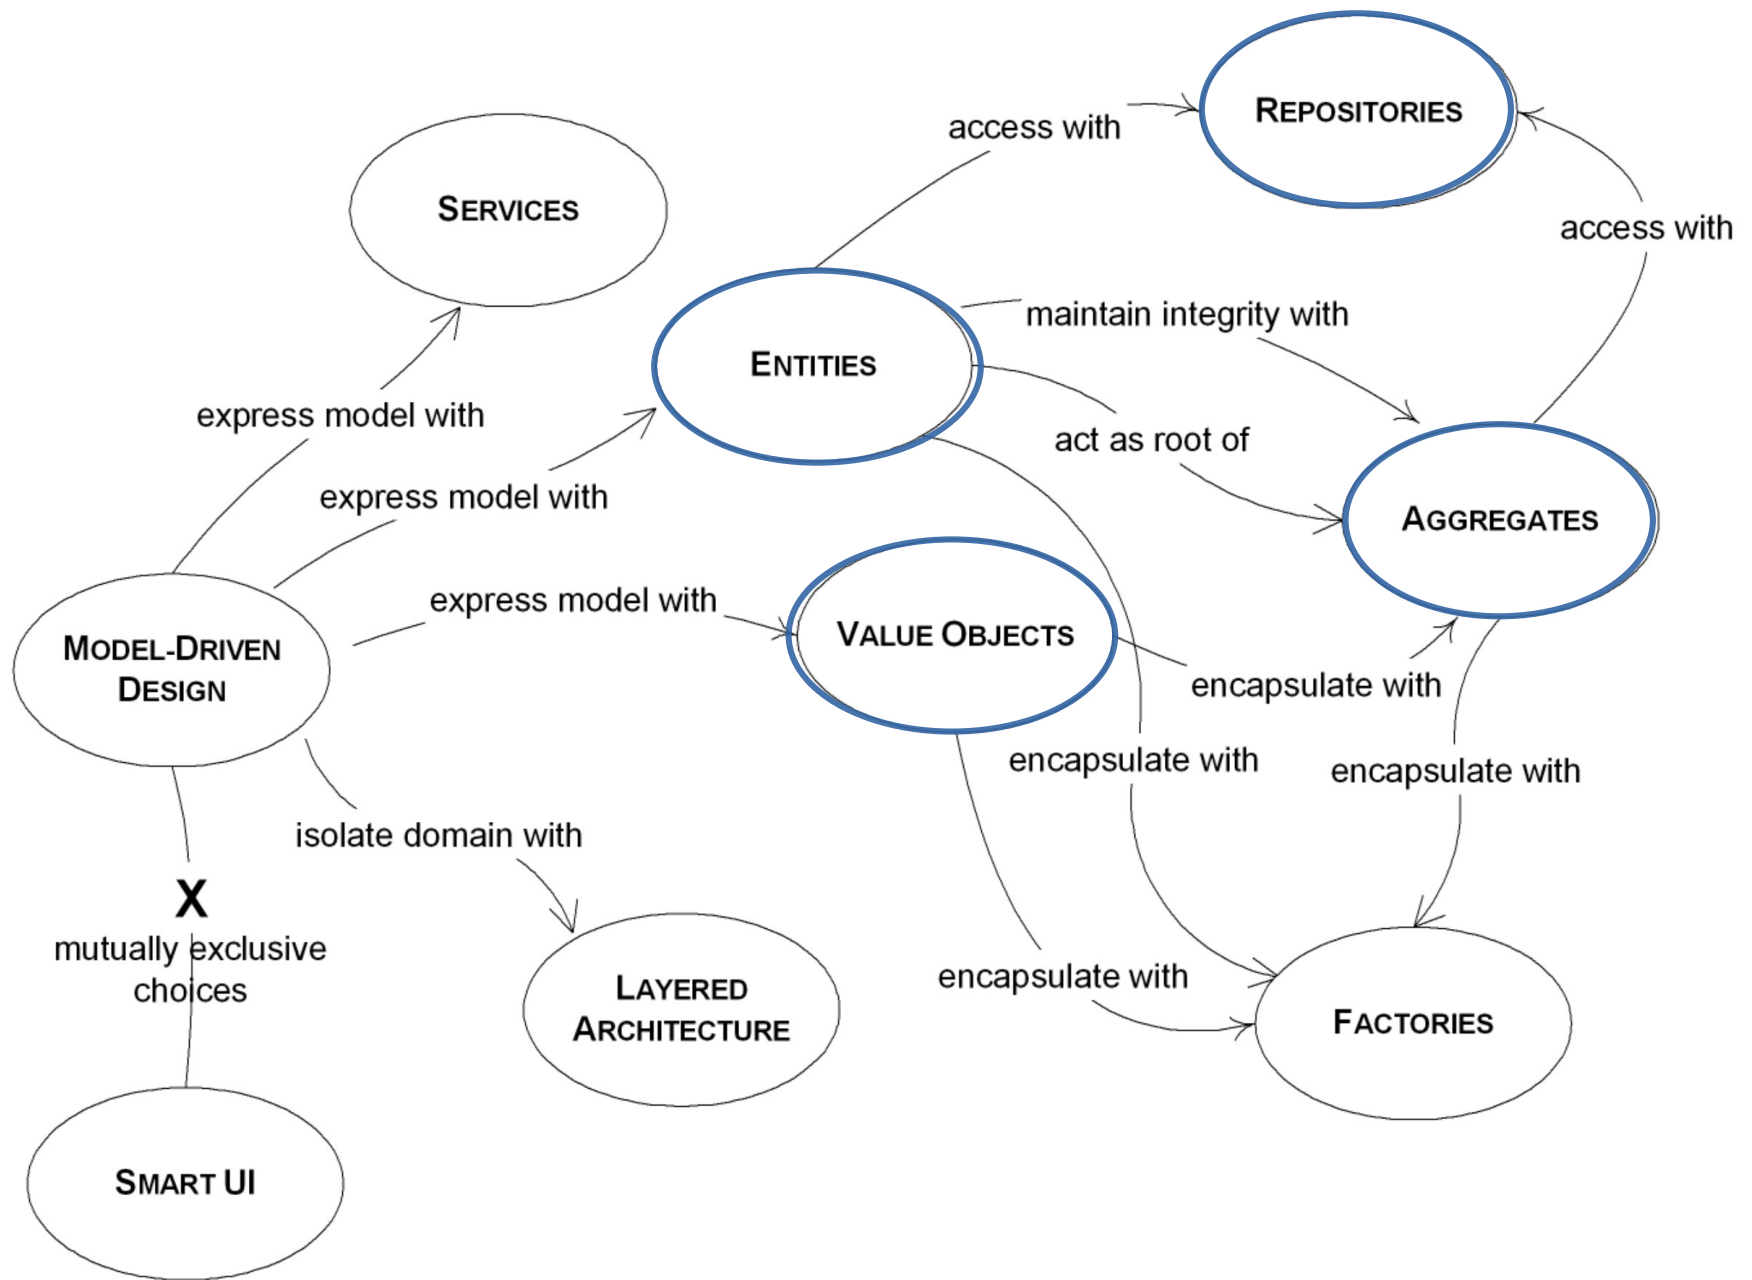 REPOSITORIES
access with
SERVICES
access with
maintain integrity with
ENTITIES
express model with
act as root of
express model with
AGGREGATES
express model with
VALUE OBJECTS
MODEL-DRIVEN
DESIGN
encapsulate with
encapsulate with
encapsulate with
isolate domain with
X
mutually exclusive
choices
encapsulate with
LAYERED
ARCHITECTURE
FACTORIES
SMART UI